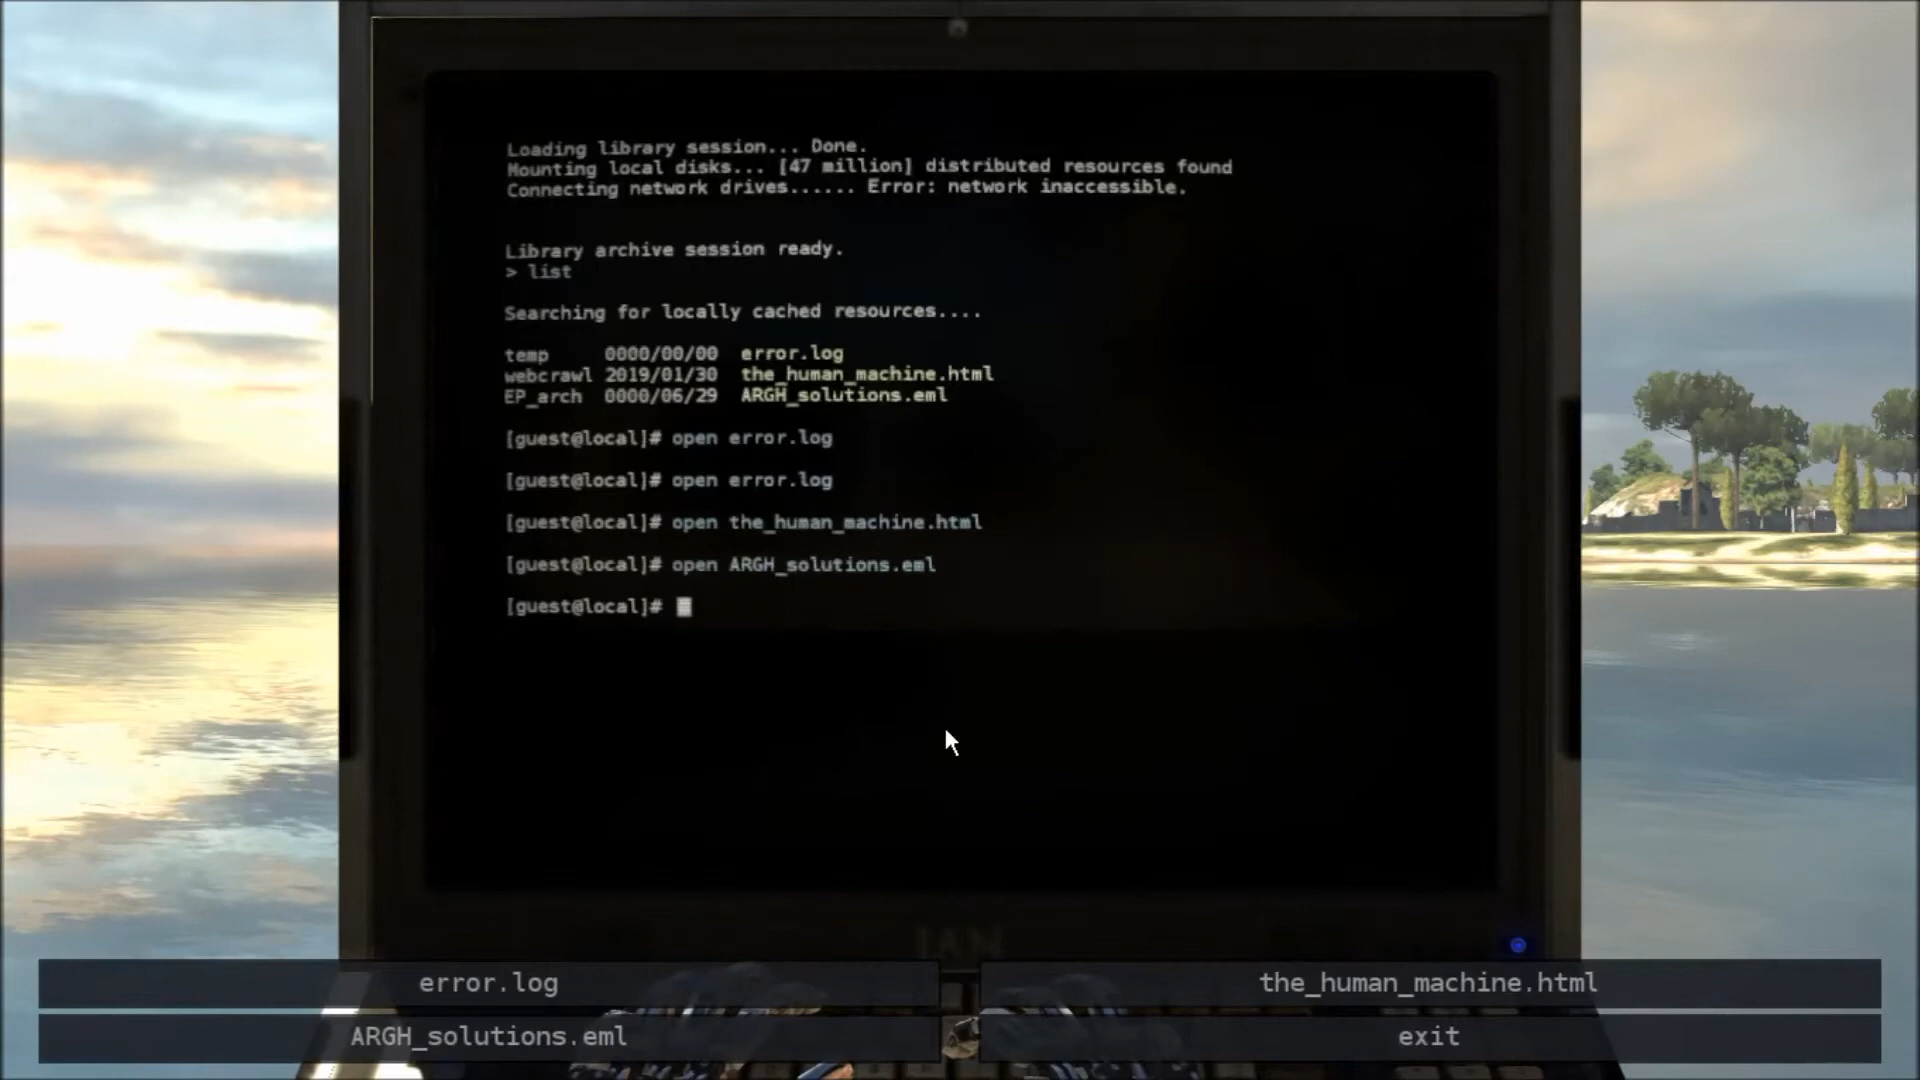 Loading library session... Done.
Mounting local disks... [47 million] distributed resources found
Connecting network drives...... Error: network inaccessible.
Library archive session ready.
> list
Searching for locally cached resources....
temp 0000/00/00 error.log
webcrawl 2019/01/30 the_human_machine.html
EP_arch 0000/06/29 ARGH_solutions.eml
[guest@local]# open error.log
[guest@local]# open error.log
[guest@local]# open the_human_machine.html
[guest@local]# open ARGH_solutions.eml
[guest@local]#
IAN
error.log
the_human_machine.html
ARGH_solutions.eml
exit